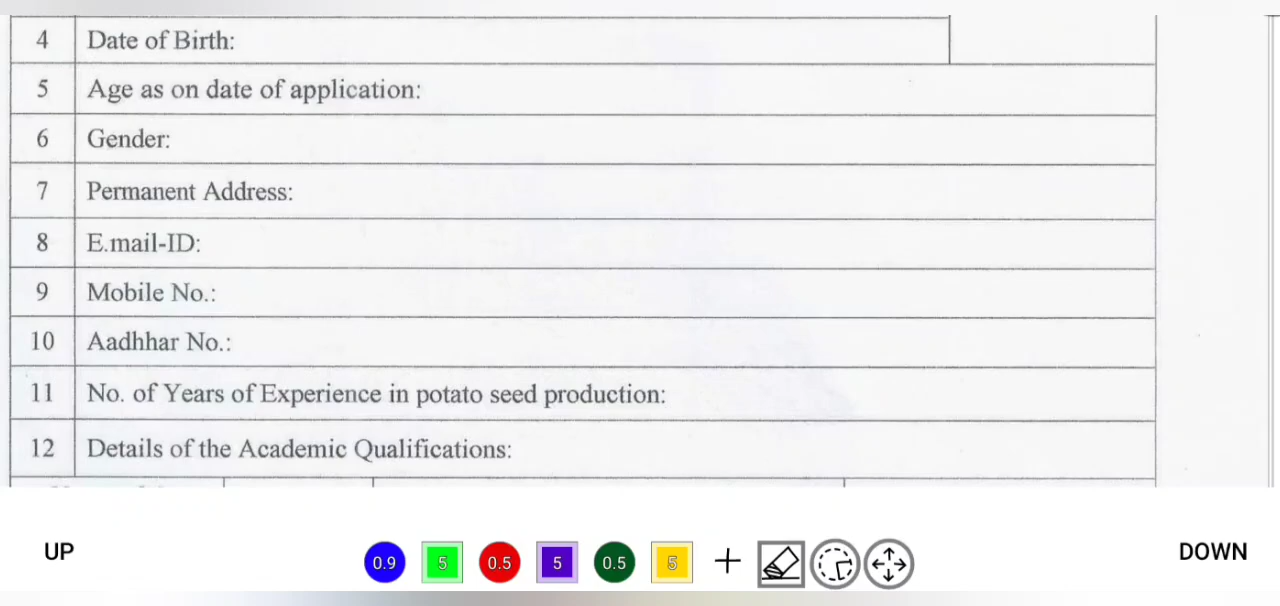 4 Date of Birth:
5 Age as on date of application:
6 Gender:
7 Permanent Address:
8 E.mail-ID:
9 Mobile No.:
10 Aadhhar No.:
11 No. of Years of Experience in potato seed production:
12 Details of the Academic Qualifications:
UP 0.9 5 0.5 5 0.5 5 DOWN